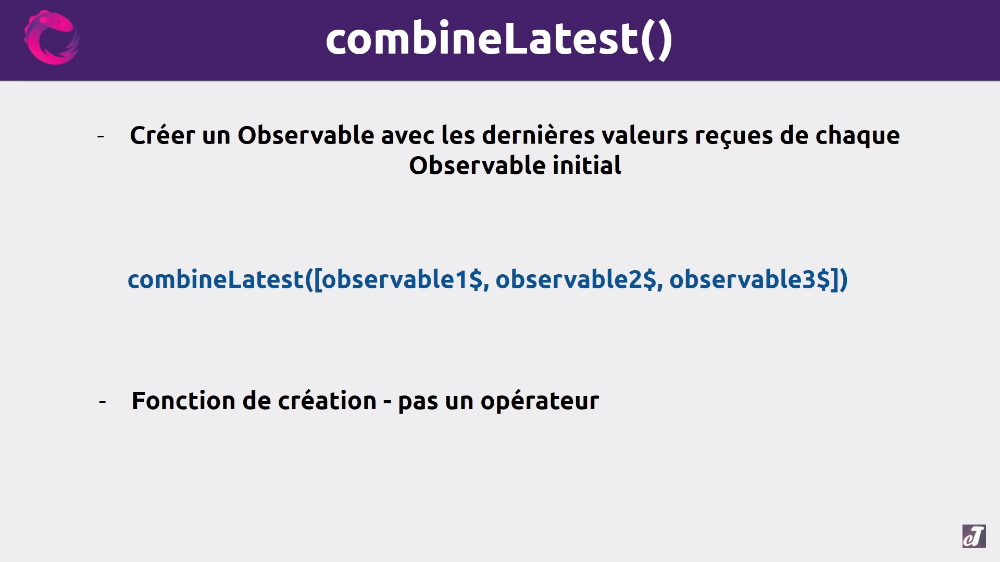 combineLatest()
- Créer un Observable avec les dernières valeurs reçues de chaque
Observable initial
combineLatest([observable1$, observable2$, observable3$])
- Fonction de création - pas un opérateur
eT